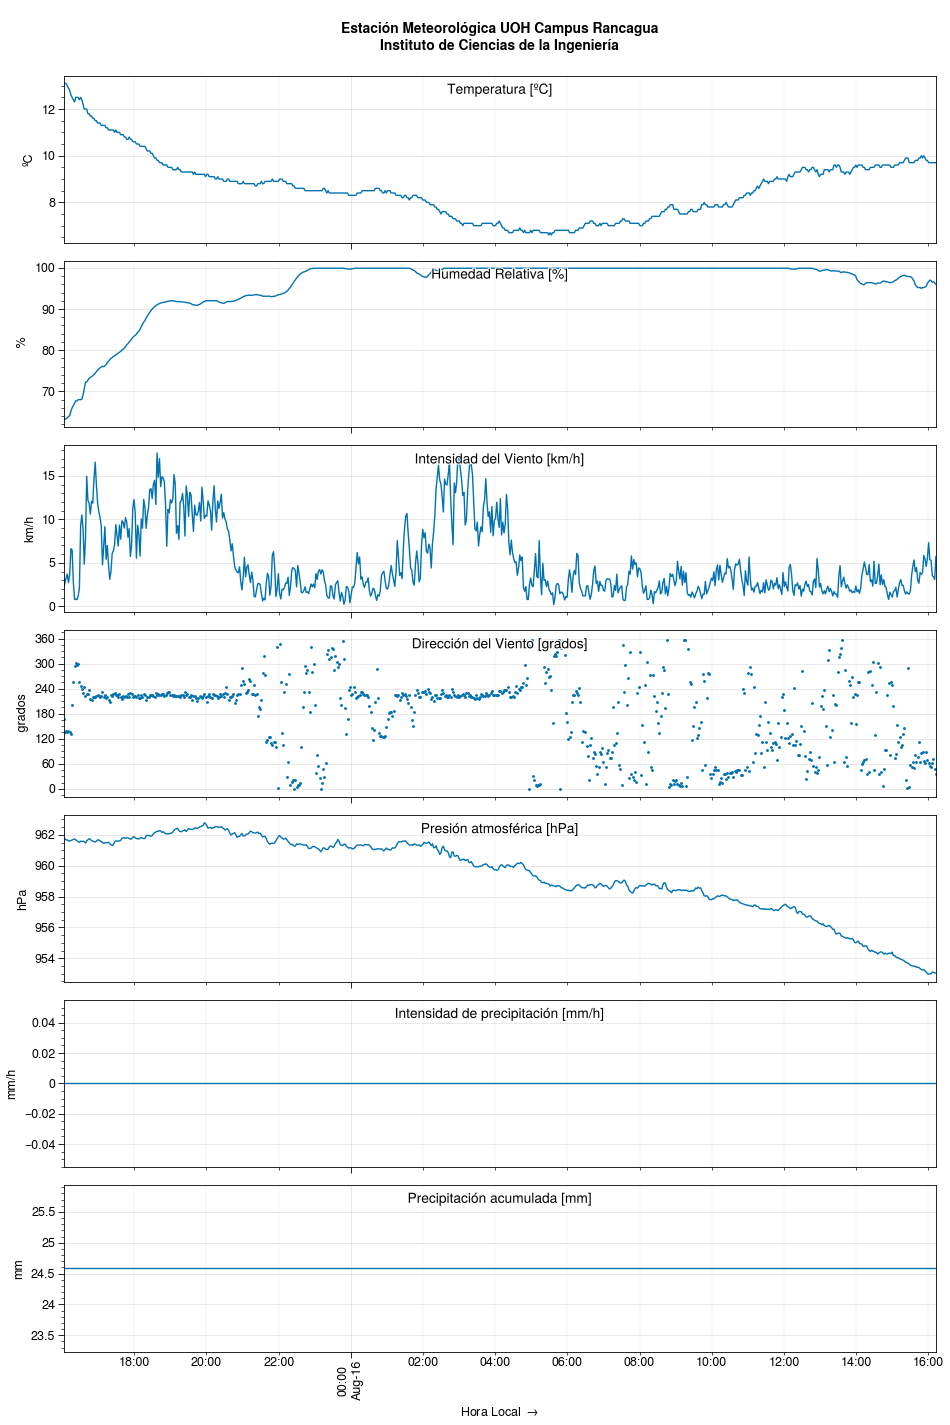 Estación Meteorológica UOH Campus Rancagua
Instituto de Ciencias de la Ingeniería
Temperatura [ºC]
12
10
8
ºC
Humedad Relativa [%]
100
90
80
70
%
Intensidad del Viento [km/h]
15
10
5
0
km/h
Dirección del Viento [grados]
360
300
240
180
120
60
0
grados
Presión atmosférica [hPa]
962
960
958
956
954
hPa
Intensidad de precipitación [mm/h]
0.04
0.02
0
−0.02
−0.04
mm/h
Precipitación acumulada [mm]
25.5
25
24.5
24
23.5
mm
18:00 20:00 22:00 00:00 02:00 04:00 06:00 08:00 10:00 12:00 14:00 16:00
Aug-16
Hora Local →